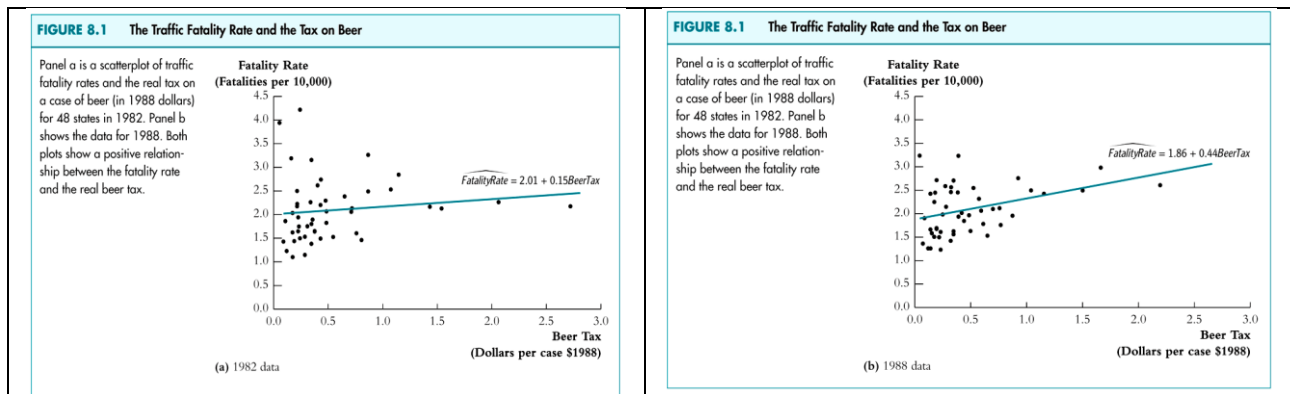 FIGURE 8.1 The Traffic Fatality Rate and the Tax on Beer
Panel a is a scatterplot of traffic
fatality rates and the real tax on
a case of beer (in 1988 dollars)
for 48 states in 1982. Panel b
shows the data for 1988. Both
plots show a positive relation-
ship between the fatality rate
and the real beer tax.
Fatality Rate
(Fatalities per 10,000)
4.5
4.0
3.5
3.0
2.5
2.0
1.5
1.0
0.5
0.0
FatalityRate = 2.01 + 0.15BeerTax
0.0 0.5 1.0 1.5 2.0 2.5 3.0
Beer Tax
(Dollars per case $1988)
(a) 1982 data
FIGURE 8.1 The Traffic Fatality Rate and the Tax on Beer
Panel a is a scatterplot of traffic
fatality rates and the real tax on
a case of beer (in 1988 dollars)
for 48 states in 1982. Panel b
shows the data for 1988. Both
plots show a positive relation-
ship between the fatality rate
and the real beer tax.
Fatality Rate
(Fatalities per 10,000)
4.5
4.0
3.5
3.0
2.5
2.0
1.5
1.0
0.5
0.0
FatalityRate = 1.86 + 0.44BeerTax
0.0 0.5 1.0 1.5 2.0 2.5 3.0
Beer Tax
(Dollars per case $1988)
(b) 1988 data